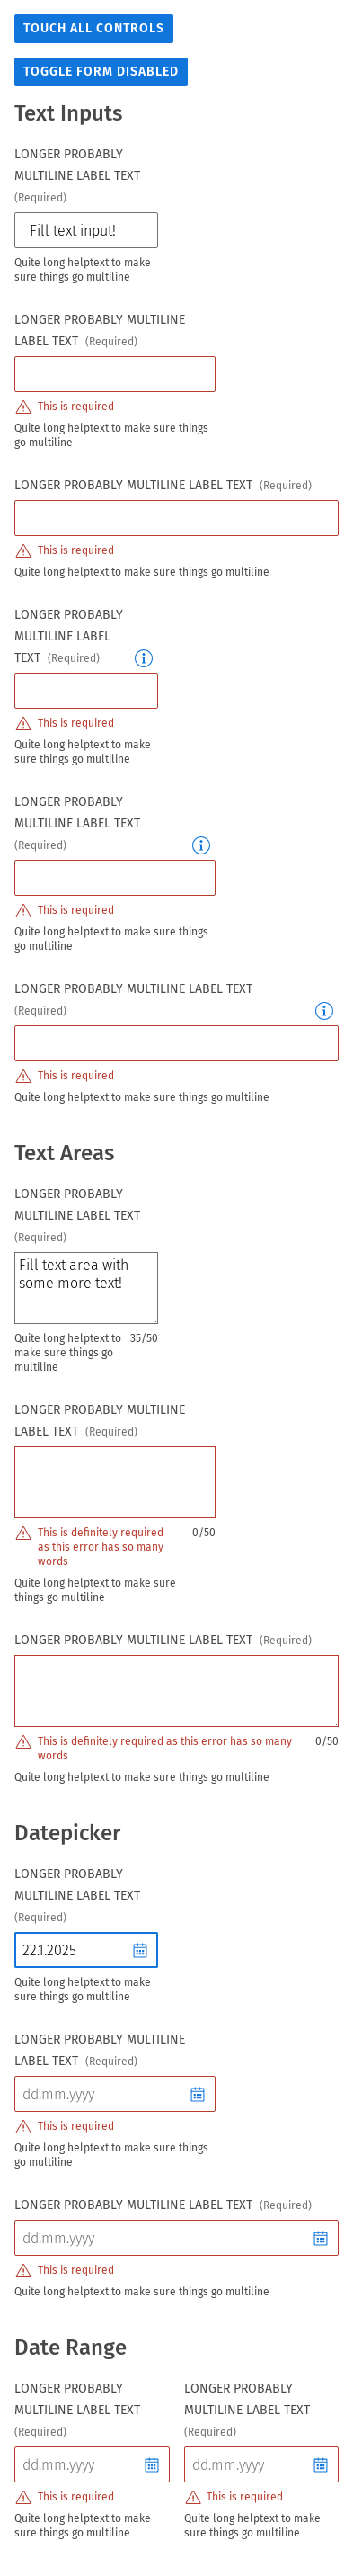 TOUCH ALL CONTROLS
TOGGLE FORM DISABLED
Text Inputs
LONGER PROBABLY
MULTILINE LABEL TEXT
(Required)
Fill text input!
Quite long helptext to make
sure things go multiline
LONGER PROBABLY MULTILINE
LABEL TEXT (Required)
This is required
Quite long helptext to make sure things
go multiline
LONGER PROBABLY MULTILINE LABEL TEXT (Required)
This is required
Quite long helptext to make sure things go multiline
LONGER PROBABLY
MULTILINE LABEL
TEXT (Required)
This is required
Quite long helptext to make
sure things go multiline
LONGER PROBABLY
MULTILINE LABEL TEXT
(Required)
This is required
Quite long helptext to make sure things
go multiline
LONGER PROBABLY MULTILINE LABEL TEXT
(Required)
This is required
Quite long helptext to make sure things go multiline
Text Areas
LONGER PROBABLY
MULTILINE LABEL TEXT
(Required)
Fill text area with
some more text!
Quite long helptext to 35/50
make sure things go
multiline
LONGER PROBABLY MULTILINE
LABEL TEXT (Required)
This is definitely required 0/50
as this error has so many
words
Quite long helptext to make sure
things go multiline
LONGER PROBABLY MULTILINE LABEL TEXT (Required)
This is definitely required as this error has so many 0/50
words
Quite long helptext to make sure things go multiline
Datepicker
LONGER PROBABLY
MULTILINE LABEL TEXT
(Required)
22.1.2025
Quite long helptext to make
sure things go multiline
LONGER PROBABLY MULTILINE
LABEL TEXT (Required)
dd.mm.yyyy
This is required
Quite long helptext to make sure things
go multiline
LONGER PROBABLY MULTILINE LABEL TEXT (Required)
dd.mm.yyyy
This is required
Quite long helptext to make sure things go multiline
Date Range
LONGER PROBABLY LONGER PROBABLY
MULTILINE LABEL TEXT MULTILINE LABEL TEXT
(Required) (Required)
dd.mm.yyyy dd.mm.yyyy
This is required This is required
Quite long helptext to make Quite long helptext to make
sure things go multiline sure things go multiline